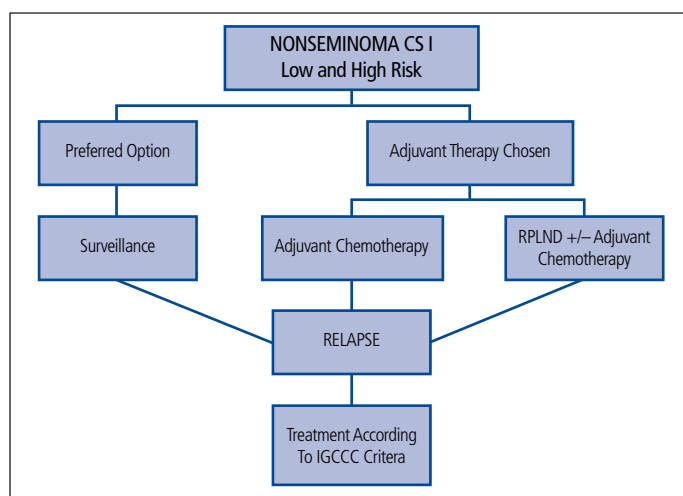 NONSEMINOMA CS I
Low and High Risk
Preferred Option
Adjuvant Therapy Chosen
Surveillance
Adjuvant Chemotherapy
RPLND +/– Adjuvant
Chemotherapy
RELAPSE
Treatment According
To IGCCC Critera